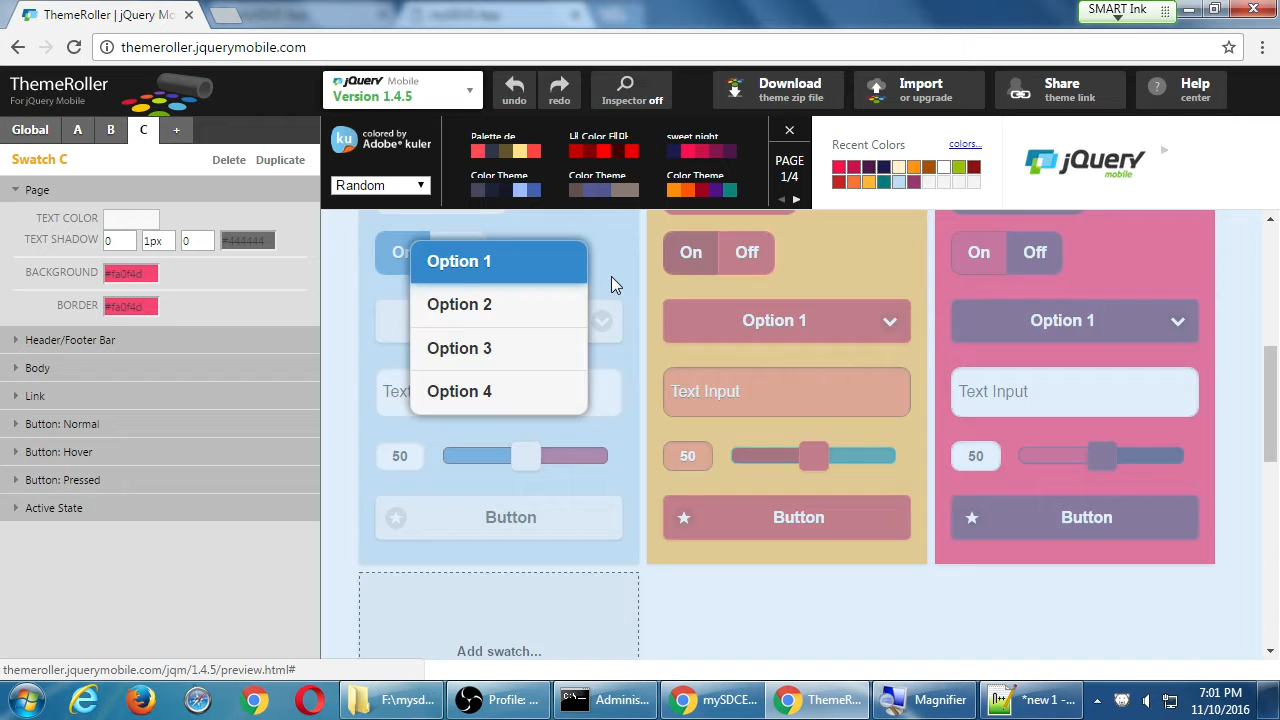 ThemeRoller | jQuery Mobile
SMART Ink
themeroller.jquerymobile.com
ThemeRoller
For jQuery Mobile
jQuery Mobile
Version 1.4.5
undo
redo
Inspector off
Download
theme zip file
Import
or upgrade
Share
theme link
Help
center
Global
A
B
C
+
Swatch C
Delete
Duplicate
Page
TEXT COLOR
TEXT SHADOW
0
1px
0
#444444
BACKGROUND
#fa0f4d
BORDER
#fa0f4d
Header/Footer Bar
Body
Link
Button: Normal
Button: Hover
Button: Pressed
Active State
ku
colored by
Adobe® kuler
Random
Palette de
sweet night
Color Theme
Color Theme
Color Theme
PAGE
1/4
Recent Colors
colors...
jQuery
mobile
On
Option 1
Option 2
Option 3
Option 4
Text
50
Button
On
Off
Option 1
Text Input
50
Button
On
Off
Option 1
Text Input
50
Button
Add swatch...
themeroller.jquerymobile.com/jqm/1.4.5/preview.html#
F:\mysd...
Profile: ...
Adminis...
mySDCE...
ThemeR...
Magnifier
*new 1 -...
7:01 PM
11/10/2016